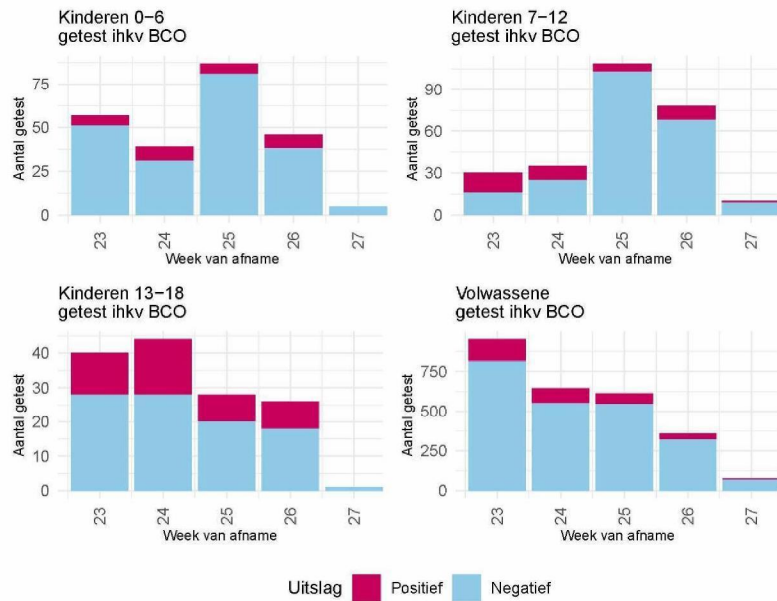 Kinderen 0–6
getest ihkv BCO
Aantal getest
75
50
25
0
23
24
25
26
27
Week van afname
Kinderen 7–12
getest ihkv BCO
Aantal getest
90
60
30
0
23
24
25
26
27
Week van afname
Kinderen 13–18
getest ihkv BCO
Aantal getest
40
30
20
10
0
23
24
25
26
27
Week van afname
Volwassene
getest ihkv BCO
Aantal getest
750
500
250
0
23
24
25
26
27
Week van afname
Uitslag Positief Negatief